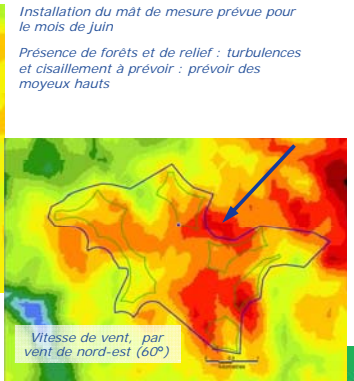 Installation du mât de mesure prévue pour
le mois de juin
Présence de forêts et de relief : turbulences
et cisaillement à prévoir : prévoir des
moyeux hauts
Vitesse de vent, par
vent de nord-est (60°)